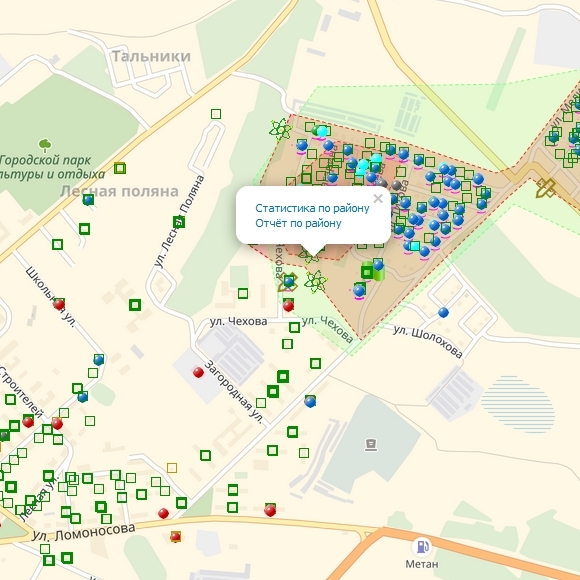 Тальники
Городской парк
льтуры и отдыха
Лесная поляна
ул. Лесная Поляна
Статистика по району
Отчёт по району
Чехова
Школьная ул.
ул. Чехова
ул. Чехова
ул. Шолохова
Загородная ул.
Строителей
Лесная ул.
ул. Ломоносова
Метан